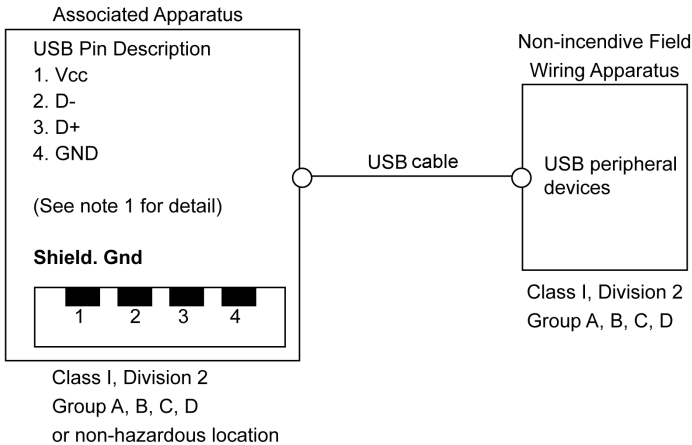 Associated Apparatus
USB Pin Description
1. Vcc
2. D-
3. D+
4. GND
(See note 1 for detail)
Shield. Gnd
1 2 3 4
Class I, Division 2
Group A, B, C, D
or non-hazardous location
USB cable
Non-incendive Field
Wiring Apparatus
USB peripheral
devices
Class I, Division 2
Group A, B, C, D